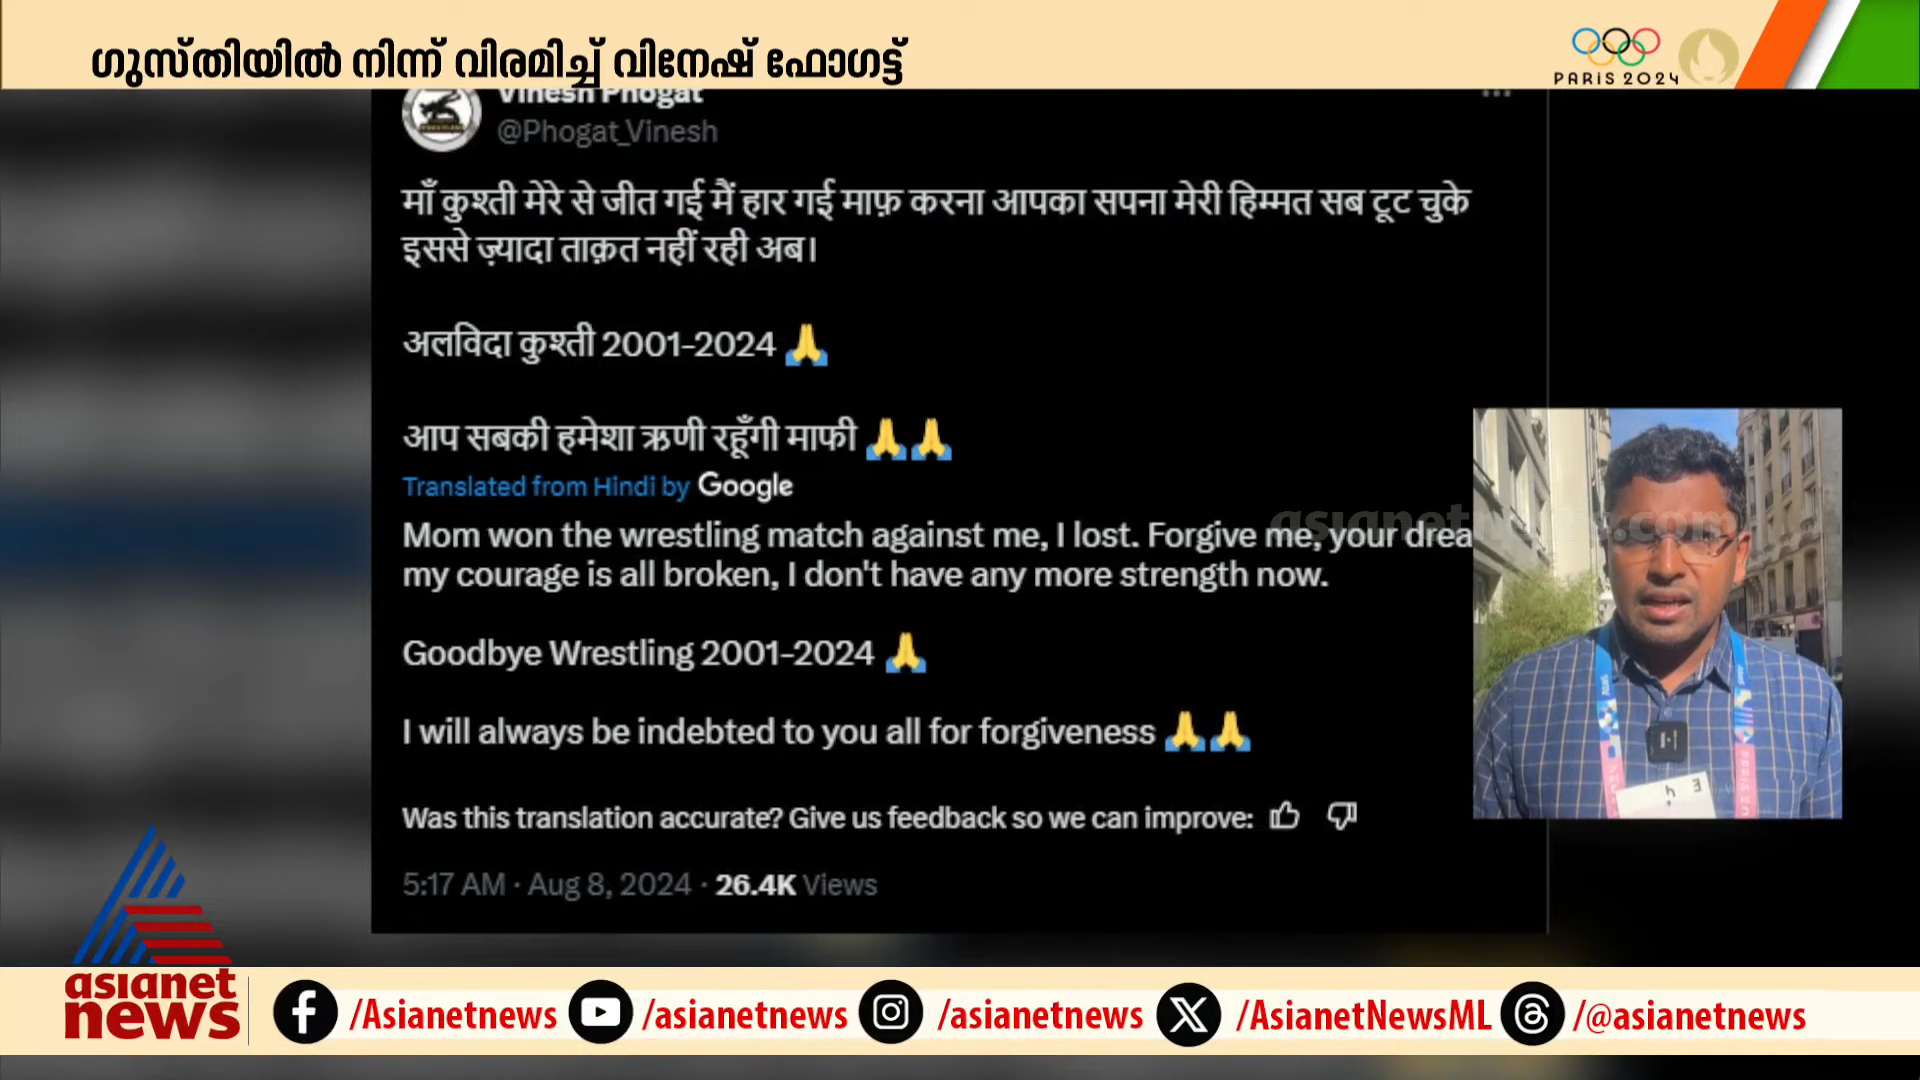 ഗുസ്തിയിൽ നിന്ന് വിരമിച്ച് വിനേഷ് ഫോഗട്ട്
PARIS 2024
Vinesh Phogat
@Phogat_Vinesh
माँ कुश्ती मेरे से जीत गई मैं हार गई माफ़ करना आपका सपना मेरी हिम्मत सब टूट चुके
इससे ज़्यादा ताक़त नहीं रही अब।
अलविदा कुश्ती 2001-2024 🙏
आप सबकी हमेशा ऋणी रहूँगी माफी 🙏🙏
Translated from Hindi by Google
Mom won the wrestling match against me, I lost. Forgive me, your drea
my courage is all broken, I don't have any more strength now.
Goodbye Wrestling 2001-2024 🙏
I will always be indebted to you all for forgiveness 🙏🙏
Was this translation accurate? Give us feedback so we can improve:
5:17 AM · Aug 8, 2024 · 26.4K Views
asianetnews.com
asianet
news
/Asianetnews
/asianetnews
/asianetnews
/AsianetNewsML
/@asianetnews